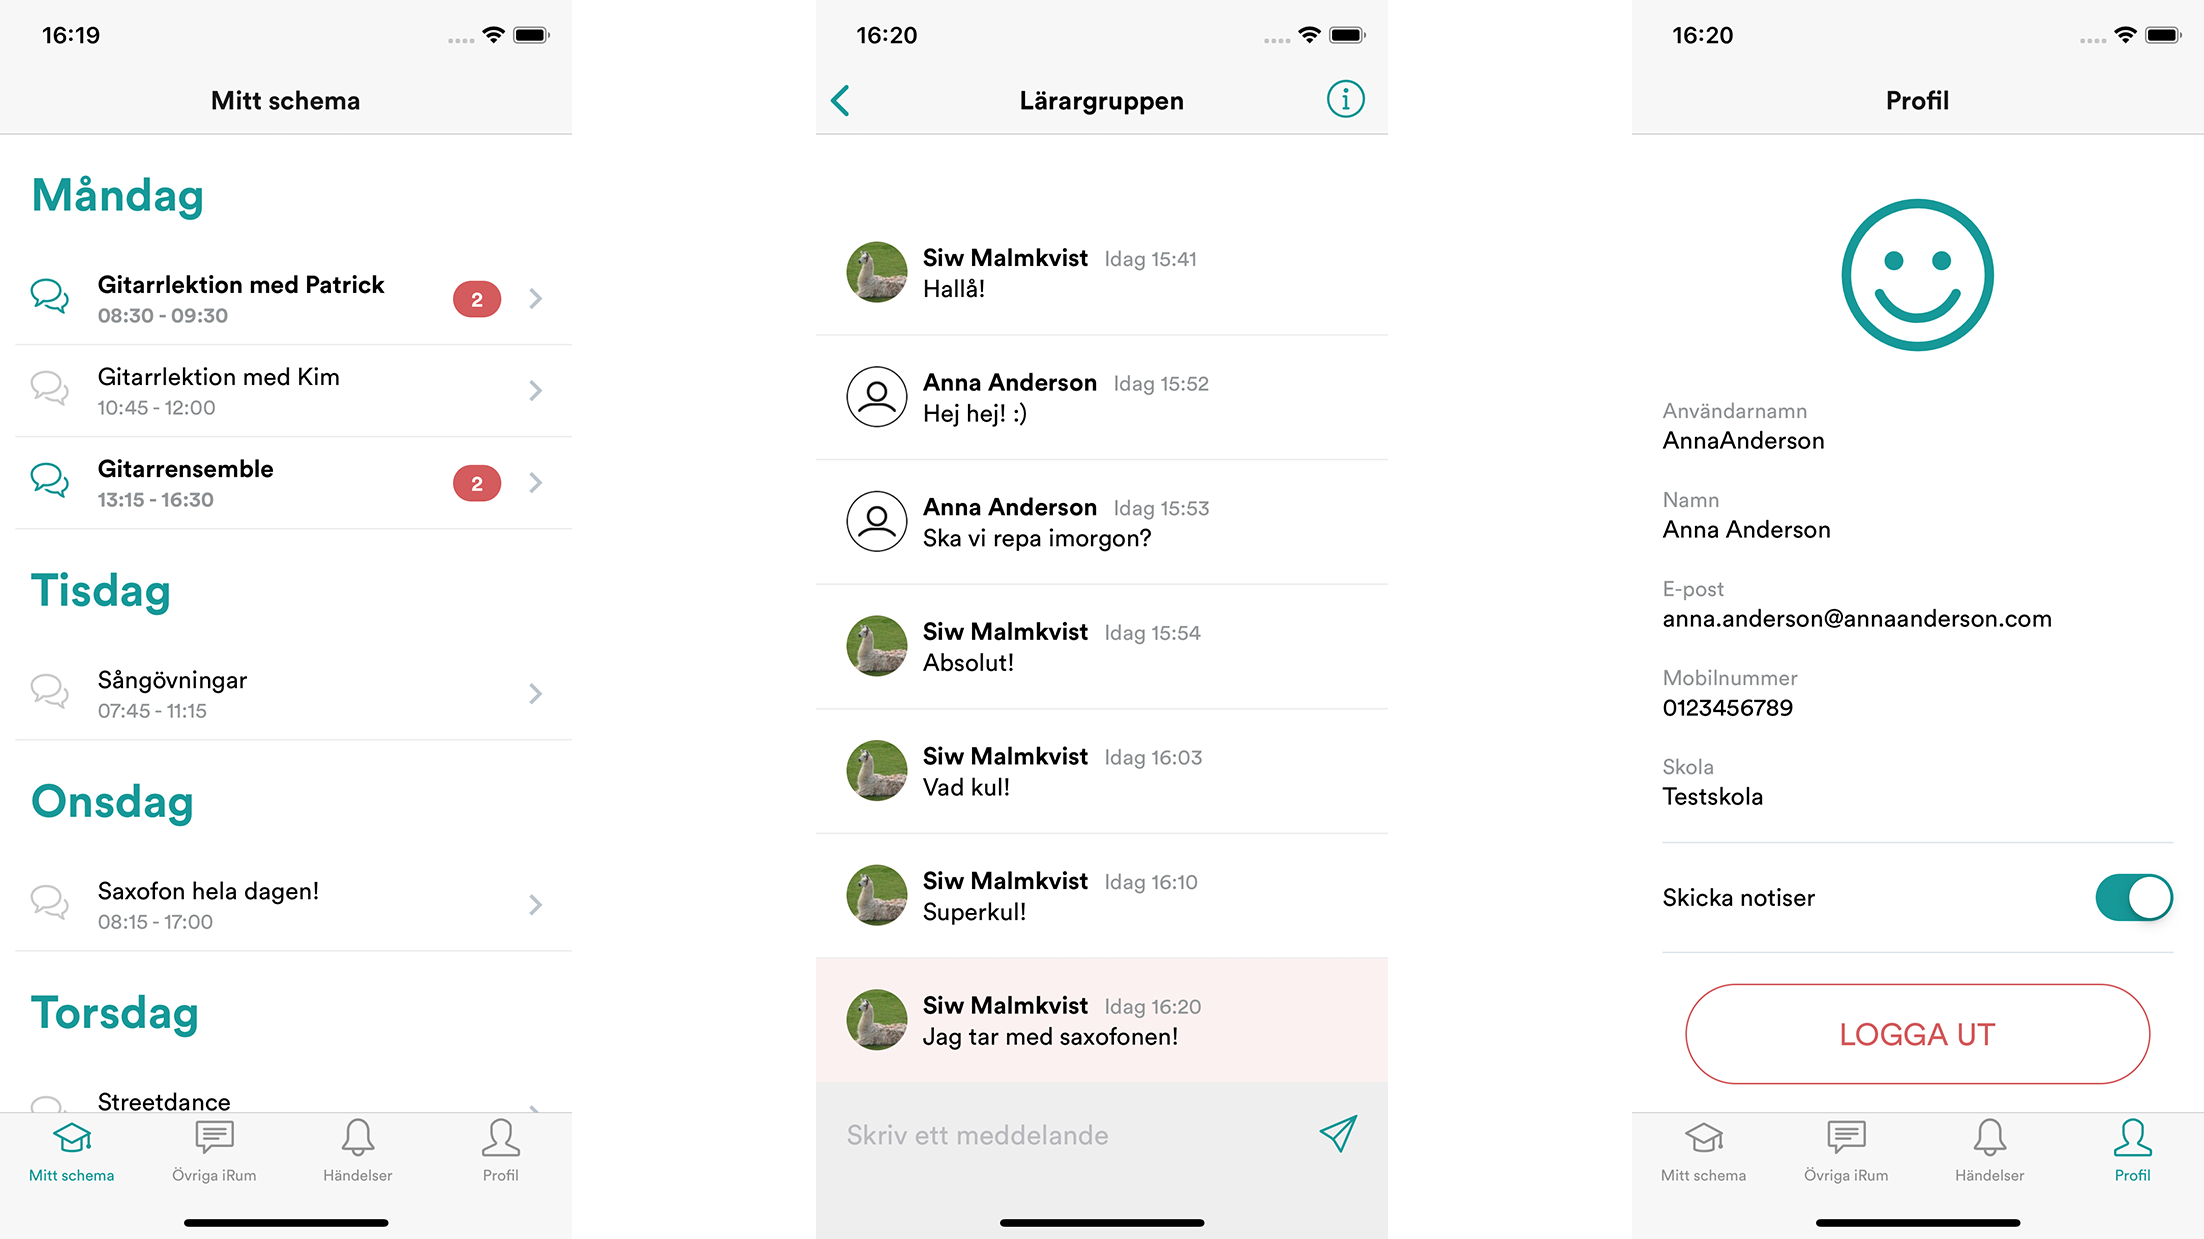 16:19
Mitt schema
Måndag
Gitarrlektion med Patrick
08:30 - 09:30
2
Gitarrlektion med Kim
10:45 - 12:00
Gitarrensemble
13:15 - 16:30
2
Tisdag
Sångövningar
07:45 - 11:15
Onsdag
Saxofon hela dagen!
08:15 - 17:00
Torsdag
Streetdance
Mitt schema
Övriga iRum
Händelser
Profil
16:20
Lärargruppen
Siw Malmkvist Idag 15:41
Hallå!
Anna Anderson Idag 15:52
Hej hej! :)
Anna Anderson Idag 15:53
Ska vi repa imorgon?
Siw Malmkvist Idag 15:54
Absolut!
Siw Malmkvist Idag 16:03
Vad kul!
Siw Malmkvist Idag 16:10
Superkul!
Siw Malmkvist Idag 16:20
Jag tar med saxofonen!
Skriv ett meddelande
16:20
Profil
Användarnamn
AnnaAnderson
Namn
Anna Anderson
E-post
anna.anderson@annaanderson.com
Mobilnummer
0123456789
Skola
Testskola
Skicka notiser
LOGGA UT
Mitt schema
Övriga iRum
Händelser
Profil